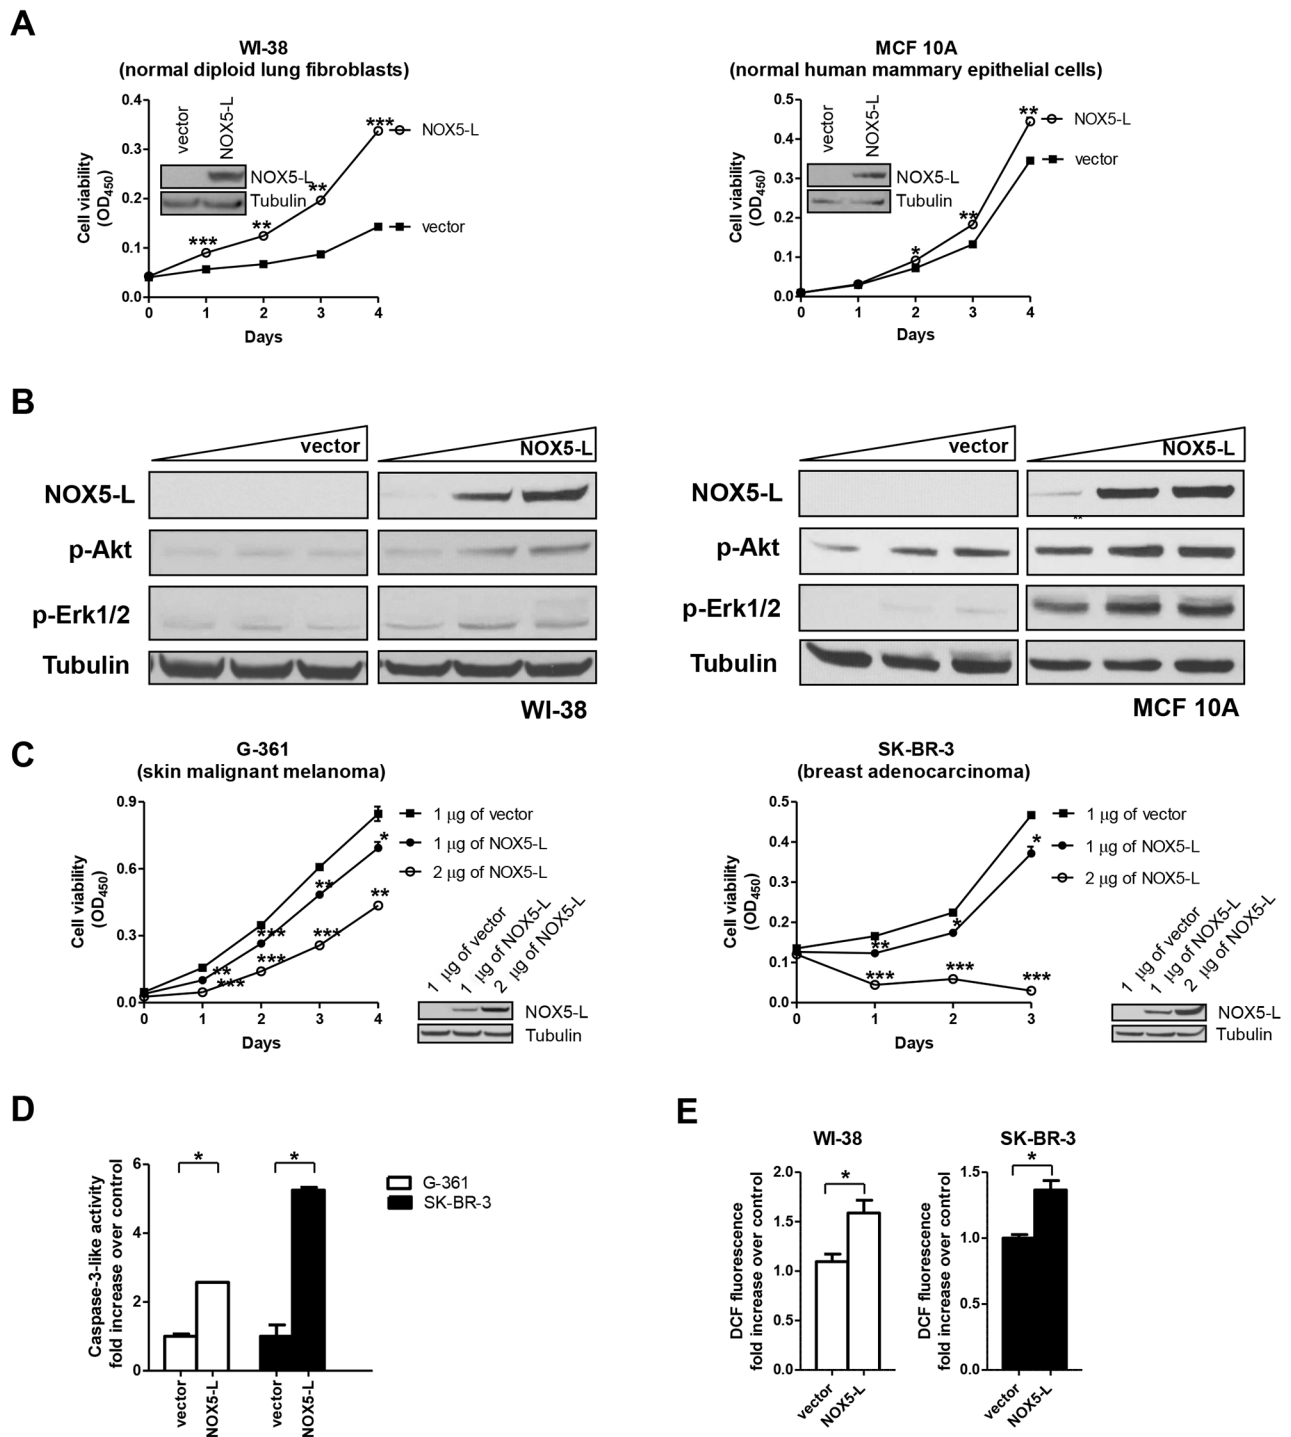 A
WI-38
(normal diploid lung fibroblasts)
Cell viability
(OD450)
0.4
0.3
0.2
0.1
0.0
0 1 2 3 4
Days
vector
NOX5-L
NOX5-L
Tubulin
***
**
**
***
NOX5-L
vector
MCF 10A
(normal human mammary epithelial cells)
Cell viability
(OD450)
0.5
0.4
0.3
0.2
0.1
0.0
0 1 2 3 4
Days
vector
NOX5-L
NOX5-L
Tubulin
*
**
**
NOX5-L
vector
B
vector
NOX5-L
NOX5-L
p-Akt
p-Erk1/2
Tubulin
WI-38
vector
NOX5-L
NOX5-L
**
p-Akt
p-Erk1/2
Tubulin
MCF 10A
C
G-361
(skin malignant melanoma)
Cell viability
(OD450)
0.9
0.6
0.3
0.0
0 1 2 3 4
Days
**
***
***
***
**
***
*
**
1 μg of vector
1 μg of NOX5-L
2 μg of NOX5-L
1 μg of vector
1 μg of NOX5-L
2 μg of NOX5-L
NOX5-L
Tubulin
SK-BR-3
(breast adenocarcinoma)
Cell viability
(OD450)
0.5
0.4
0.3
0.2
0.1
0.0
0 1 2 3
Days
**
***
*
***
*
***
1 μg of vector
1 μg of NOX5-L
2 μg of NOX5-L
1 μg of vector
1 μg of NOX5-L
2 μg of NOX5-L
NOX5-L
Tubulin
D
Caspase-3-like activity
fold increase over control
6
4
2
0
*
*
vector
NOX5-L
vector
NOX5-L
G-361
SK-BR-3
E
WI-38
DCF fluorescence
fold increase over control
2.0
1.5
1.0
0.5
0.0
*
vector
NOX5-L
SK-BR-3
DCF fluorescence
fold increase over control
1.5
1.0
0.5
0.0
*
vector
NOX5-L